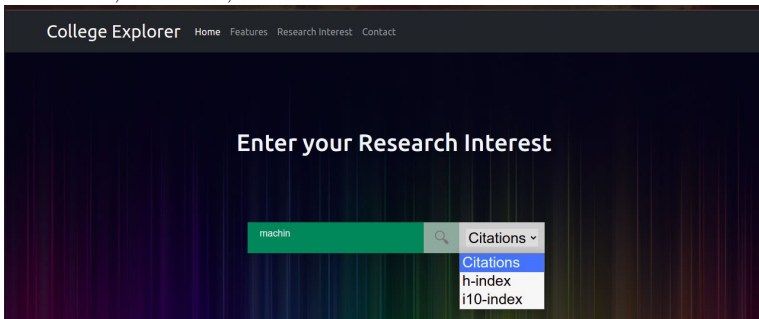 College Explorer Home Features Research Interest Contact
Enter your Research Interest
machin Citations
Citations
h-index
i10-index